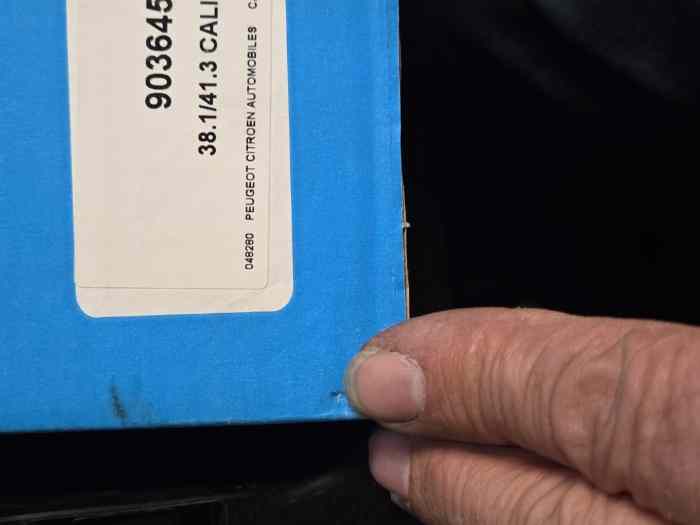 903645
38.1/41.3 CALI
048280 PEUGEOT CITROEN AUTOMOBILES C